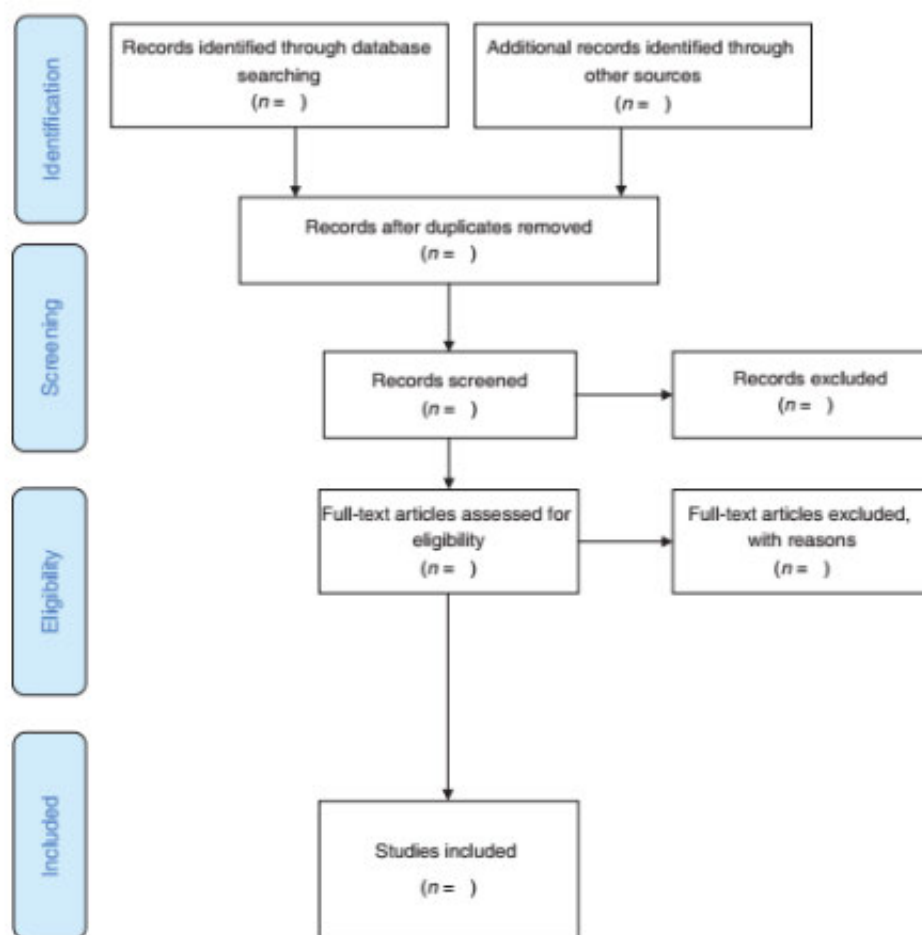 Identification
Records identified through database
searching
(n = )
Additional records identified through
other sources
(n = )
Records after duplicates removed
(n = )
Screening
Records screened
(n = )
Records excluded
(n = )
Eligibility
Full-text articles assessed for
eligibility
(n = )
Full-text articles excluded,
with reasons
(n = )
Included
Studies included
(n = )